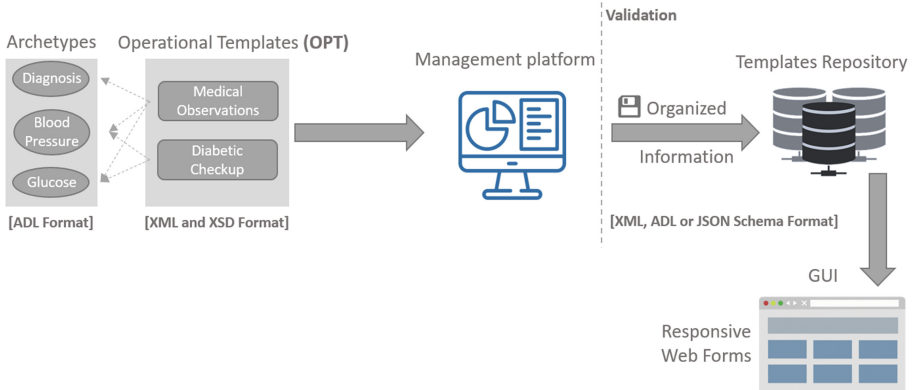 Validation
Archetypes
Operational Templates (OPT)
Diagnosis
Blood
Pressure
Glucose
Medical
Observations
Diabetic
Checkup
[ADL Format]
[XML and XSD Format]
Management platform
Organized
Information
Templates Repository
[XML, ADL or JSON Schema Format]
GUI
Responsive
Web Forms